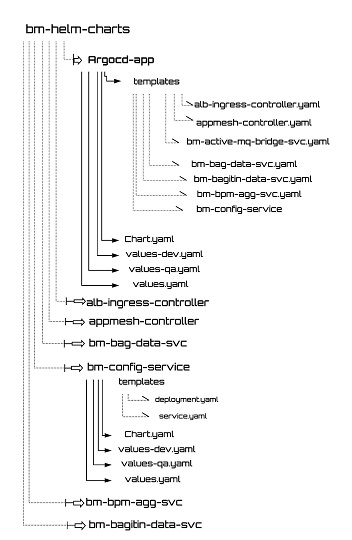 bm-helm-charts
Argocd-app
templates
alb-ingress-controller.yaml
appmesh-controller.yaml
bm-active-mq-bridge-svc.yaml
bm-bag-data-svc.yaml
bm-bagitin-data-svc.yaml
bm-bpm-agg-svc.yaml
bm-config-service
Chart.yaml
values-dev.yaml
values-qa.yaml
values.yaml
alb-ingress-controller
appmesh-controller
bm-bag-data-svc
bm-config-service
templates
deployment.yaml
service.yaml
Chart.yaml
values-dev.yaml
values-qa.yaml
values.yaml
bm-bpm-agg-svc
bm-bagitin-data-svc